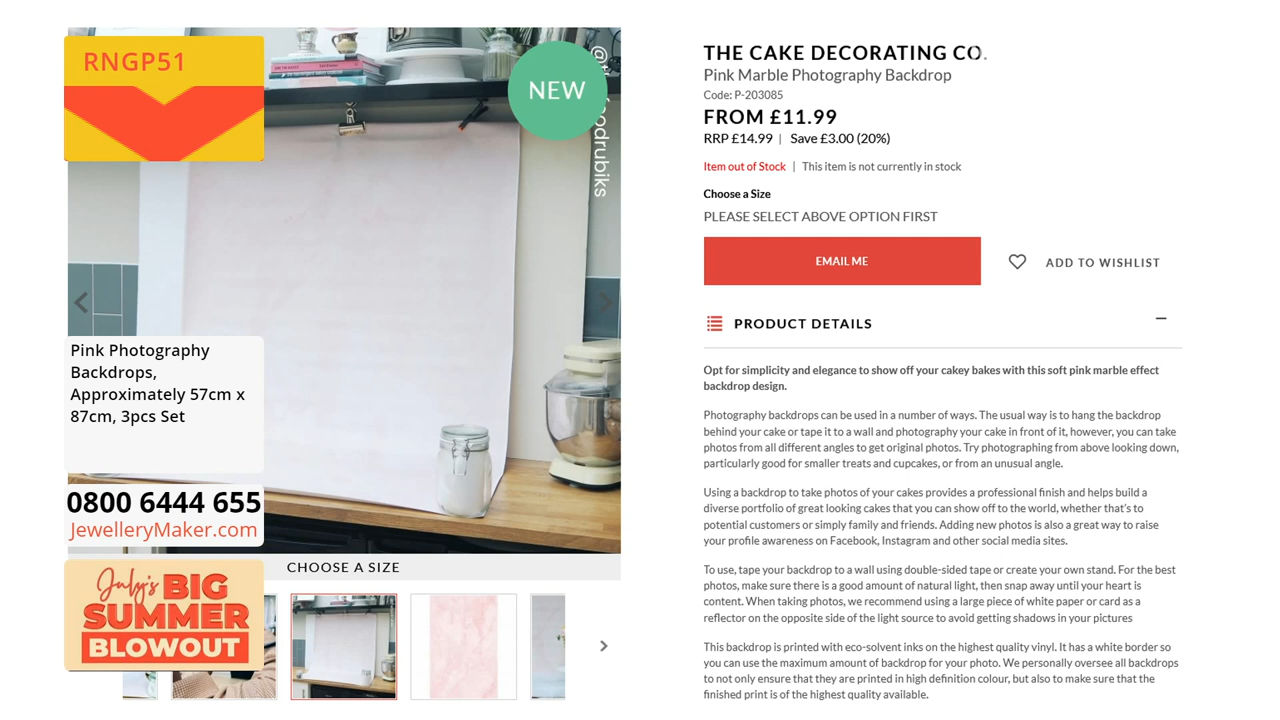 RNGP51
NEW
Pink Photography
Backdrops,
Approximately 57cm x
87cm, 3pcs Set
0800 6444 655
JewelleryMaker.com
July's BIG
SUMMER
BLOWOUT
CHOOSE A SIZE
THE CAKE DECORATING CO.
Pink Marble Photography Backdrop
Code: P-203085
FROM £11.99
RRP £14.99 | Save £3.00 (20%)
Item out of Stock | This item is not currently in stock
Choose a Size
PLEASE SELECT ABOVE OPTION FIRST
EMAIL ME
ADD TO WISHLIST
PRODUCT DETAILS
Opt for simplicity and elegance to show off your cakey bakes with this soft pink marble effect
backdrop design.
Photography backdrops can be used in a number of ways. The usual way is to hang the backdrop
behind your cake or tape it to a wall and photography your cake in front of it, however, you can take
photos from all different angles to get original photos. Try photographing from above looking down,
particularly good for smaller treats and cupcakes, or from an unusual angle.
Using a backdrop to take photos of your cakes provides a professional finish and helps build a
diverse portfolio of great looking cakes that you can show off to the world, whether that's to
potential customers or simply family and friends. Adding new photos is also a great way to raise
your profile awareness on Facebook, Instagram and other social media sites.
To use, tape your backdrop to a wall using double-sided tape or create your own stand. For the best
photos, make sure there is a good amount of natural light, then snap away until your heart is
content. When taking photos, we recommend using a large piece of white paper or card as a
reflector on the opposite side of the light source to avoid getting shadows in your pictures
This backdrop is printed with eco-solvent inks on the highest quality vinyl. It has a white border so
you can use the maximum amount of backdrop for your photo. We personally oversee all backdrops
to not only ensure that they are printed in high definition colour, but also to make sure that the
finished print is of the highest quality available.